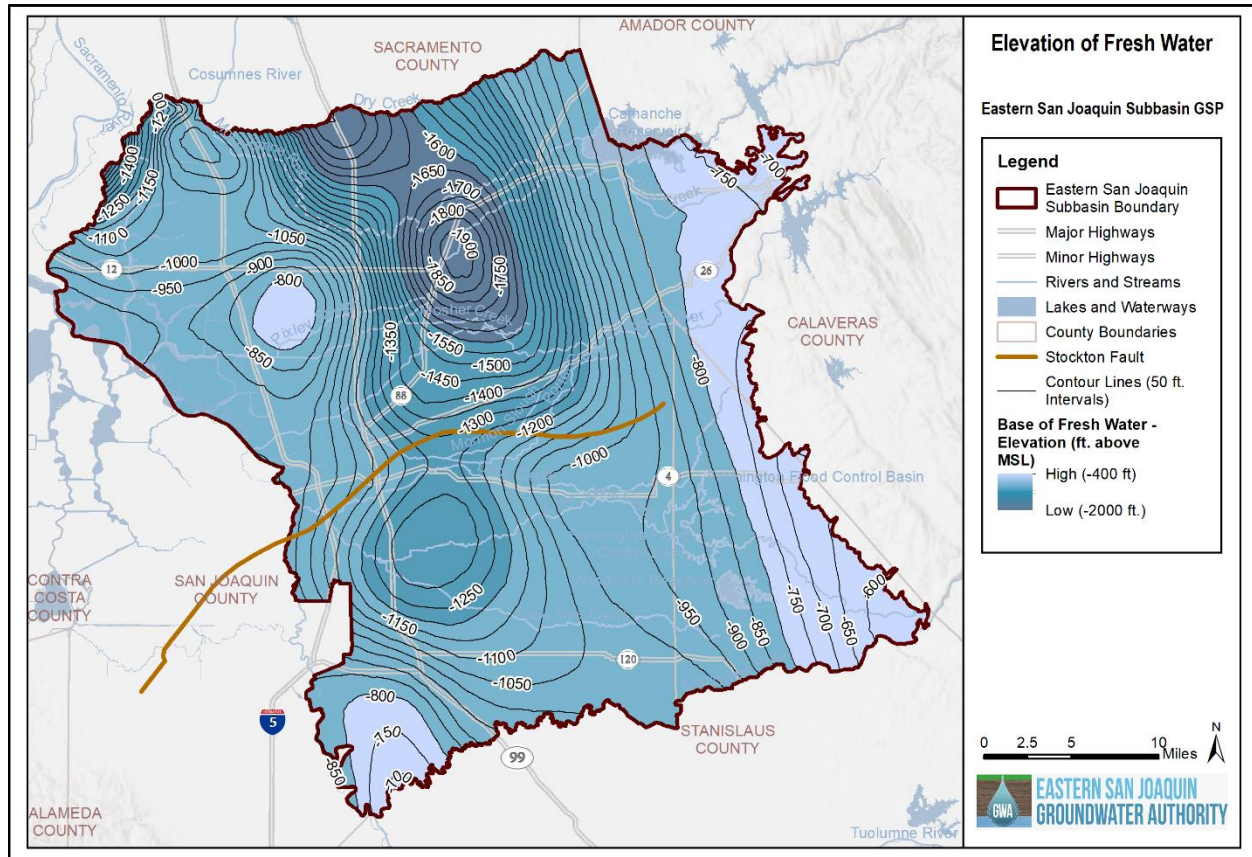 AMADOR COUNTY
SACRAMENTO
COUNTY
Sacramento
River
Cosumnes River
Dry Creek
Camanche
Reservoir
Creek
-1400
-1150
-1250
-1100
-1000
-950
12
-1050
-900
-800
-850
Pixley
-1600
-1650
-1700
-1800
-1900
-1850
-1750
-1350
-1550
-1500
-1450
-1400
88
-1300
-1200
-1000
-750
-700
26
River
-800
CALAVERAS
COUNTY
4
Flood Control Basin
-1250
-1150
-1100
-1050
120
-950
-900
-850
-750
-700
-650
-600
-800
-750
-850
CONTRA
COSTA
COUNTY
SAN JOAQUIN
COUNTY
5
99
STANISLAUS
COUNTY
ALAMEDA
COUNTY
Tuolumne River
Elevation of Fresh Water
Eastern San Joaquin Subbasin GSP
Legend
Eastern San Joaquin
Subbasin Boundary
Major Highways
Minor Highways
Rivers and Streams
Lakes and Waterways
County Boundaries
Stockton Fault
Contour Lines (50 ft.
Intervals)
Base of Fresh Water -
Elevation (ft. above
MSL)
High (-400 ft)
Low (-2000 ft.)
N
0 2.5 5 10
Miles
GWA
EASTERN SAN JOAQUIN
GROUNDWATER AUTHORITY